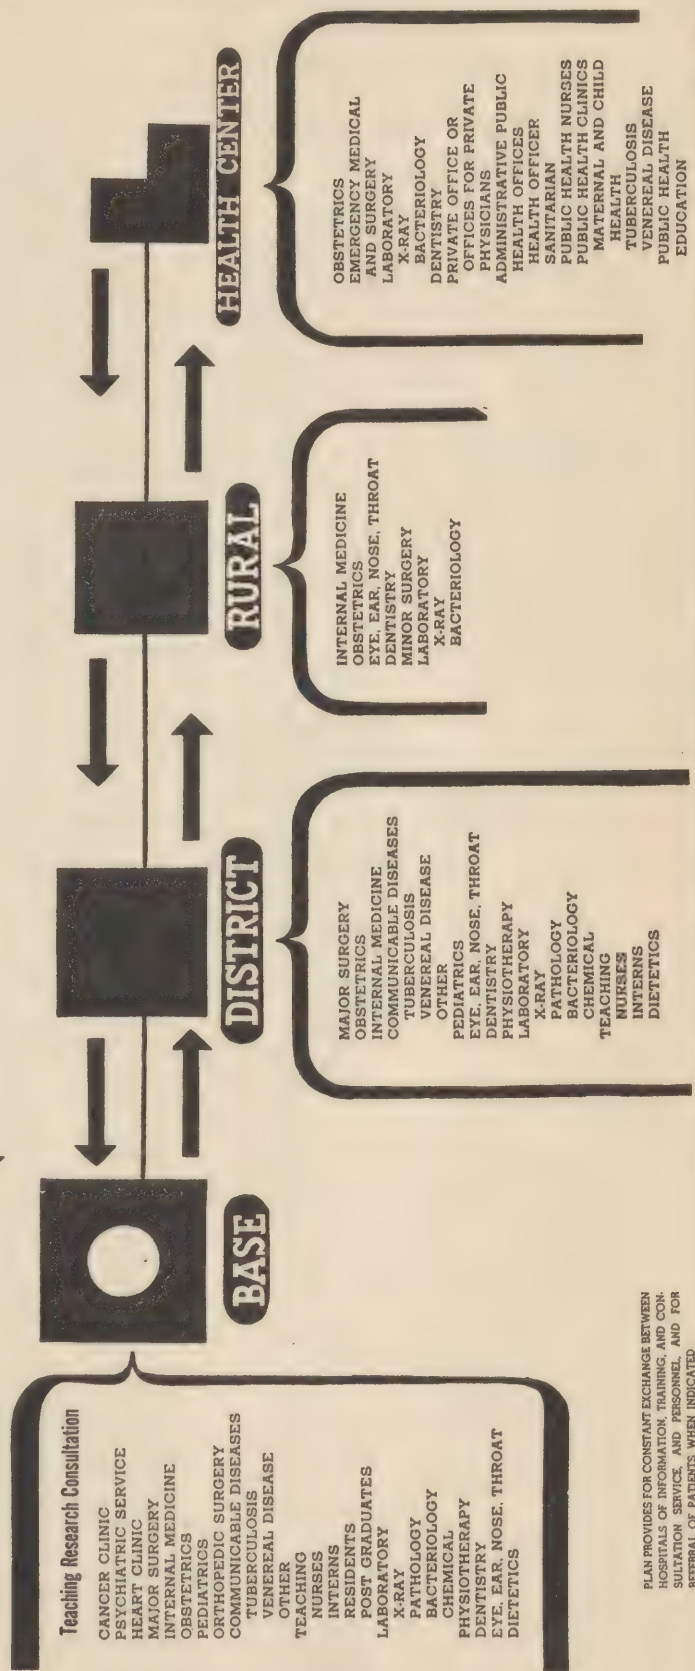 Teaching Research Consultation
CANCER CLINIC
PSYCHIATRIC SERVICE
HEART CLINIC
MAJOR SURGERY
INTERNAL MEDICINE
OBSTETRICS
PEDIATRICS
ORTHOPEDIC SURGERY
COMMUNICABLE DISEASES
TUBERCULOSIS
VENEREAL DISEASE
OTHER
TEACHING
NURSES
INTERNS
RESIDENTS
POST GRADUATES
LABORATORY
X-RAY
PATHOLOGY
BACTERIOLOGY
CHEMICAL
PHYSIOTHERAPY
DENTISTRY
EYE, EAR, NOSE, THROAT
DIETETICS
BASE
DISTRICT
MAJOR SURGERY
OBSTETRICS
INTERNAL MEDICINE
COMMUNICABLE DISEASES
TUBERCULOSIS
VENEREAL DISEASE
OTHER
PEDIATRICS
EYE, EAR, NOSE, THROAT
DENTISTRY
PHYSIOTHERAPY
LABORATORY
X-RAY
PATHOLOGY
BACTERIOLOGY
CHEMICAL
TEACHING
NURSES
INTERNS
DIETETICS
RURAL
INTERNAL MEDICINE
OBSTETRICS
EYE, EAR, NOSE, THROAT
DENTISTRY
MINOR SURGERY
LABORATORY
X-RAY
BACTERIOLOGY
HEALTH CENTER
OBSTETRICS
EMERGENCY MEDICAL
AND SURGERY
LABORATORY
X-RAY
BACTERIOLOGY
DENTISTRY
PRIVATE OFFICE OR
OFFICES FOR PRIVATE
PHYSICIANS
ADMINISTRATIVE PUBLIC
HEALTH OFFICES
HEALTH OFFICER
SANITARIAN
PUBLIC HEALTH NURSES
PUBLIC HEALTH CLINICS
MATERNAL AND CHILD
HEALTH
TUBERCULOSIS
VENEREAL DISEASE
PUBLIC HEALTH
EDUCATION
PLAN PROVIDES FOR CONSTANT EXCHANGE BETWEEN
HOSPITALS OF INFORMATION, TRAINING, AND CON-
SULTATION SERVICE, AND PERSONNEL, AND FOR
REFERRAL OF PATIENTS WHEN INDICATED